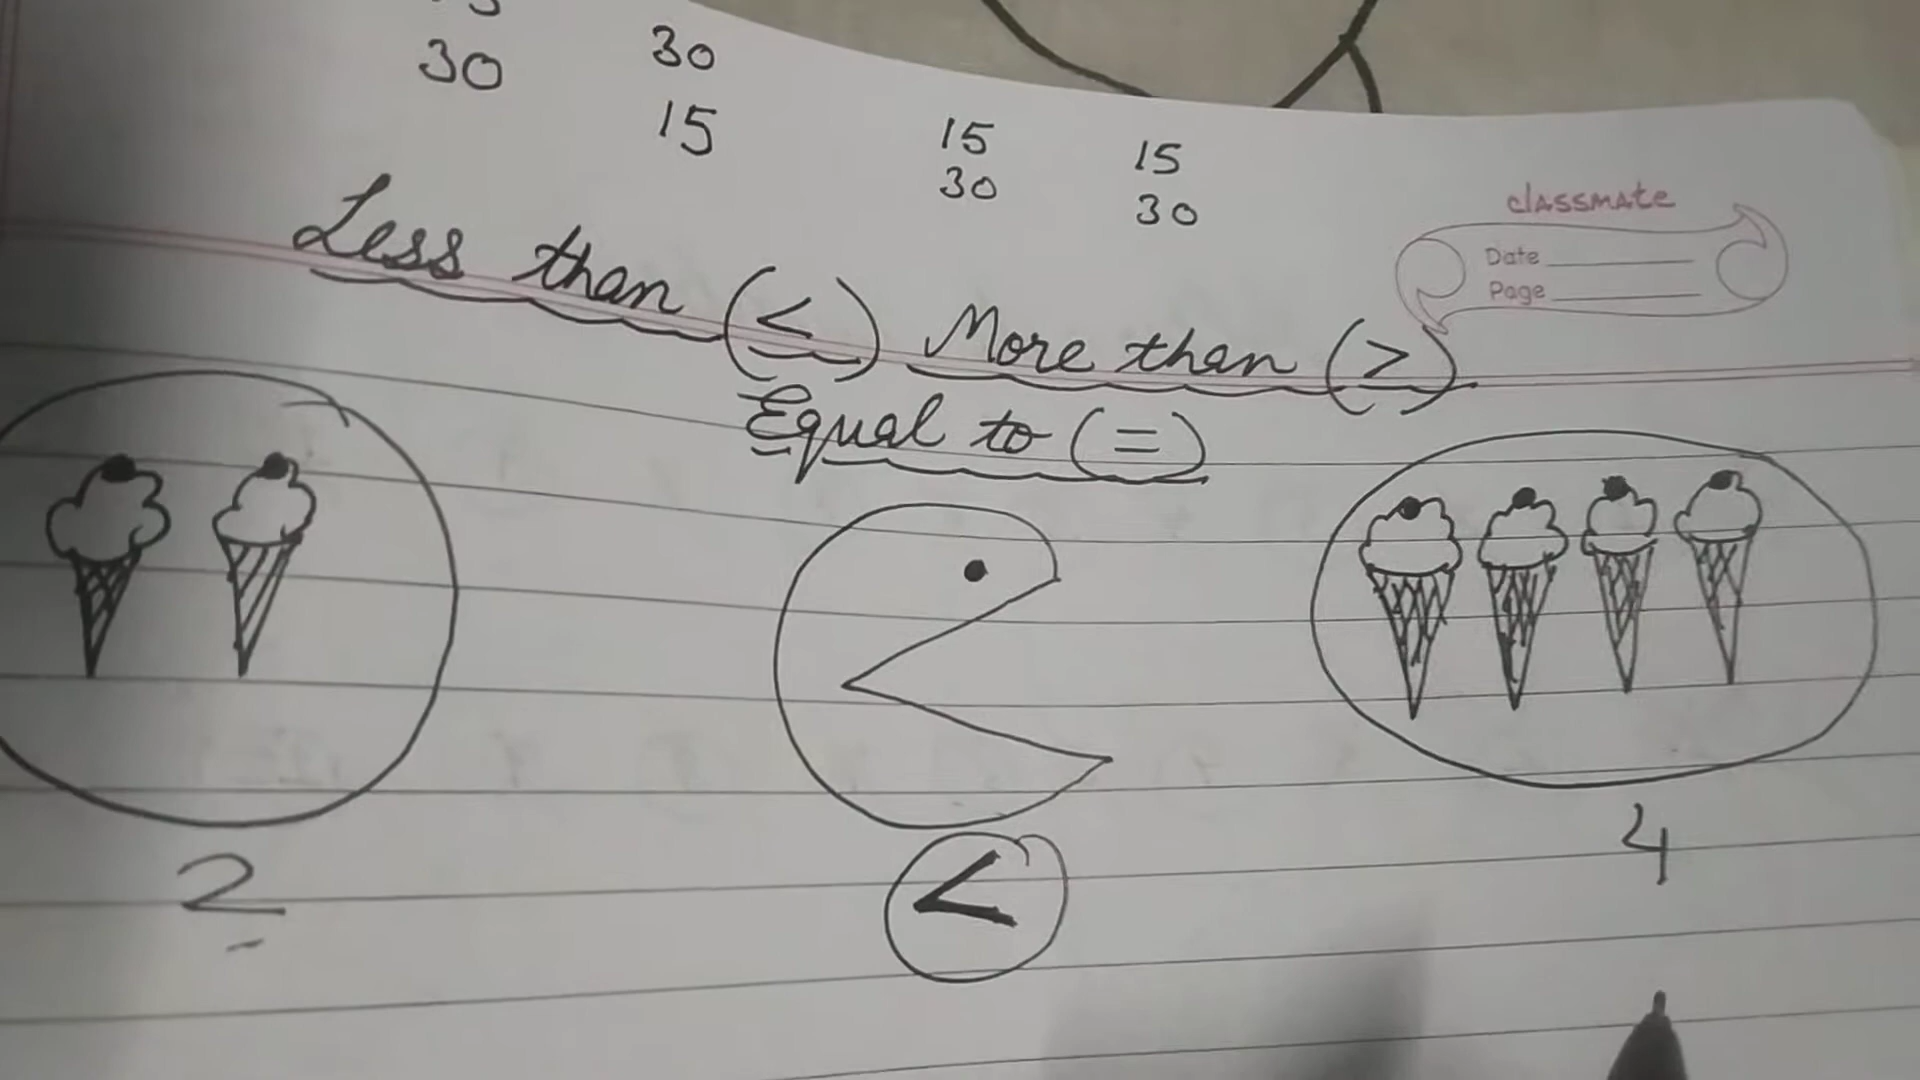 30 30
15 15 15
30 30
classmate
Date
Page
Less than (<) More than (>)
Equal to (=)
2 < 4